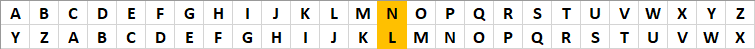 A B C D E F G H I J K L M N O P Q R S T U V W X Y Z
Y Z A B C D E F G H I J K L M N O P Q R S T U V W X